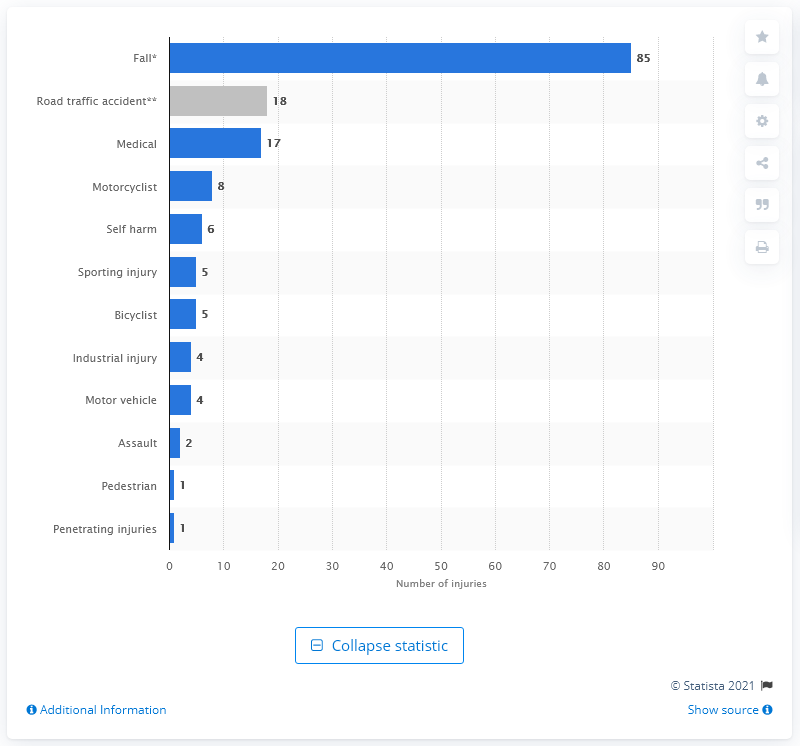 Fall* 85
Road traffic accident** 18
Medical 17
Motorcyclist 8
Self harm 6
Sporting injury 5
Bicyclist 5
Industrial injury 4
Motor vehicle 4
Assault 2
Pedestrian 1
Penetrating injuries 1
0 10 20 30 40 50 60 70 80 90
Number of injuries
Collapse statistic
© Statista 2021
Additional Information
Show source